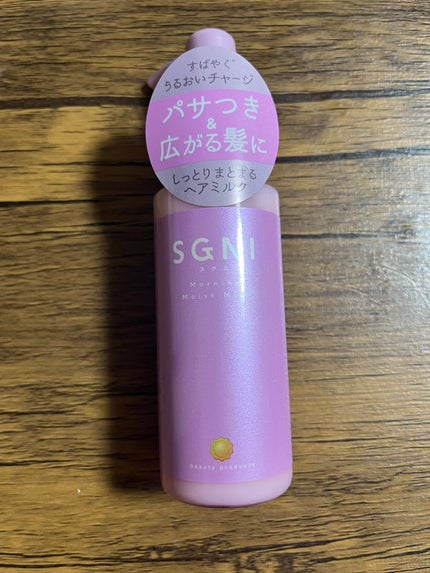 すばやく
うるおいチャージ
パサつき
&
広がる髪に
しっとりまとまる
ヘアミルク
SGNI
スグニ
Morning
Moist Milk
beauty products